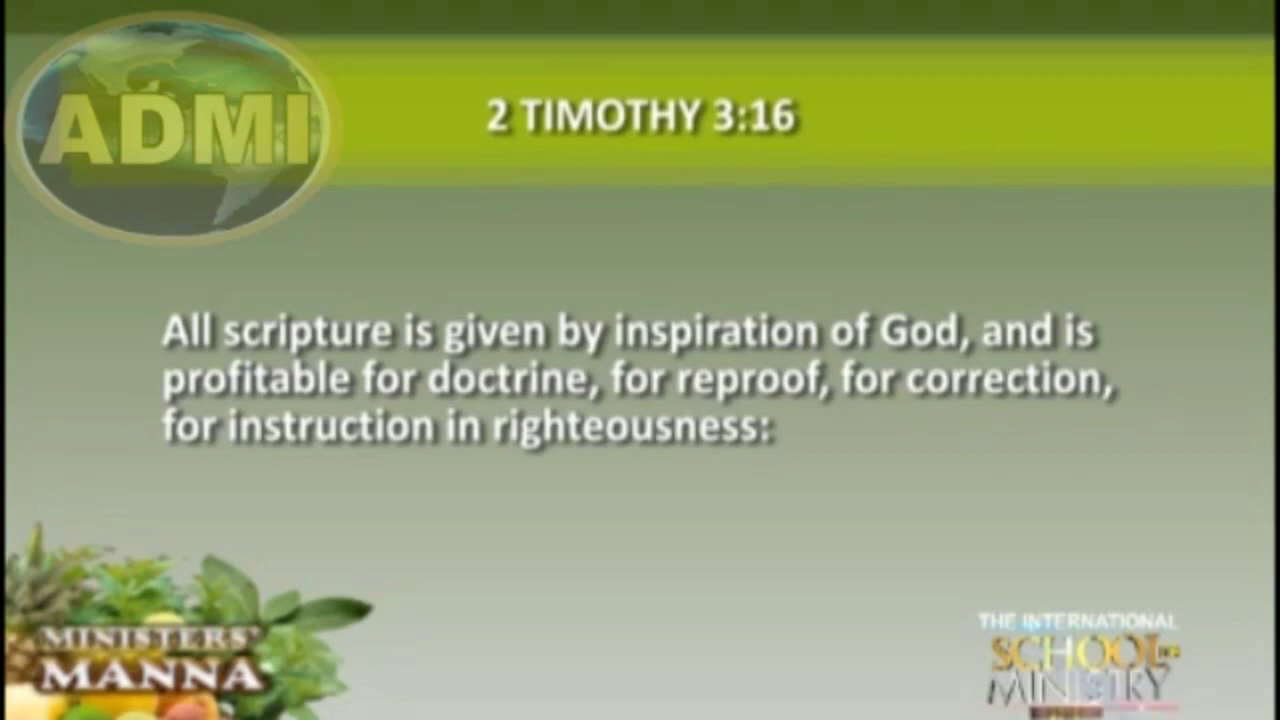 ADMI
2 TIMOTHY 3:16
All scripture is given by inspiration of God, and is
profitable for doctrine, for reproof, for correction,
for instruction in righteousness:
MINISTERS'
MANNA
THE INTERNATIONAL
SCHOOL OF
MINISTRY